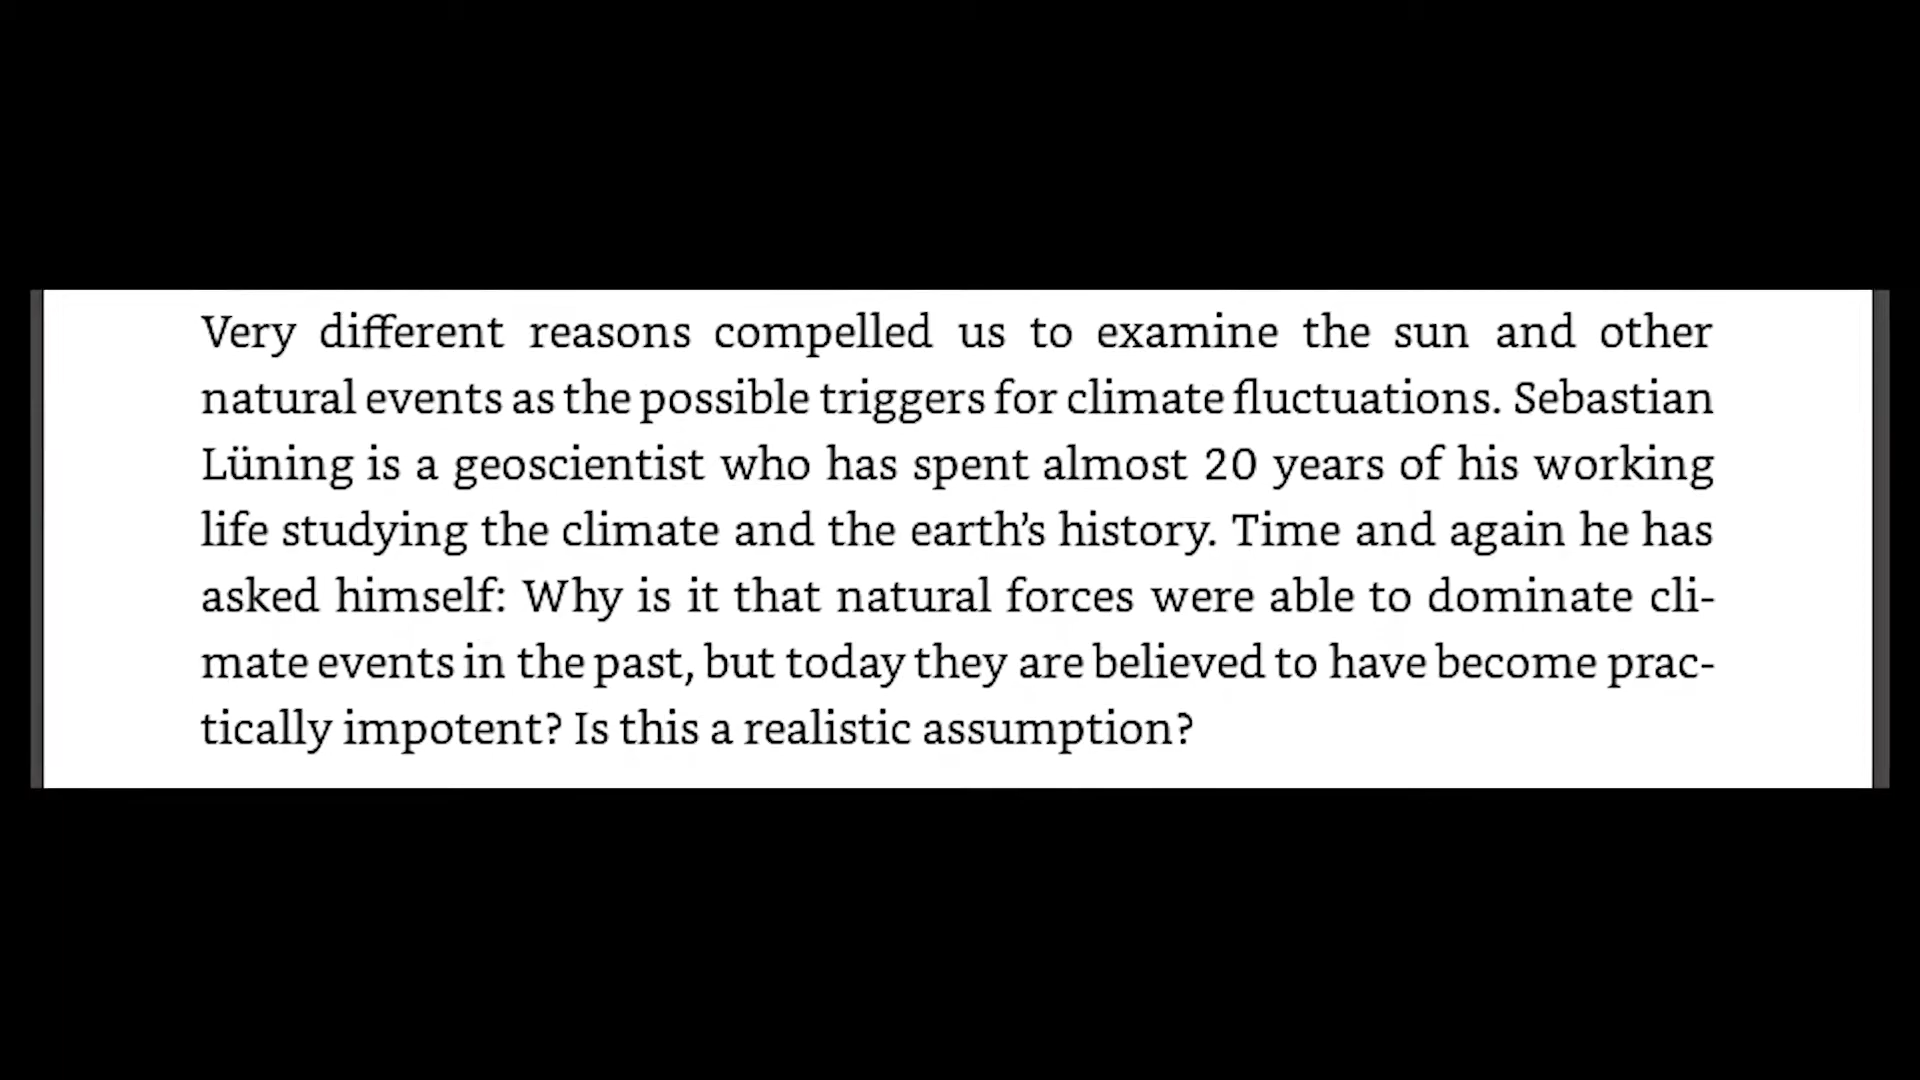 Very different reasons compelled us to examine the sun and other
natural events as the possible triggers for climate fluctuations. Sebastian
Lüning is a geoscientist who has spent almost 20 years of his working
life studying the climate and the earth’s history. Time and again he has
asked himself: Why is it that natural forces were able to dominate cli-
mate events in the past, but today they are believed to have become prac-
tically impotent? Is this a realistic assumption?